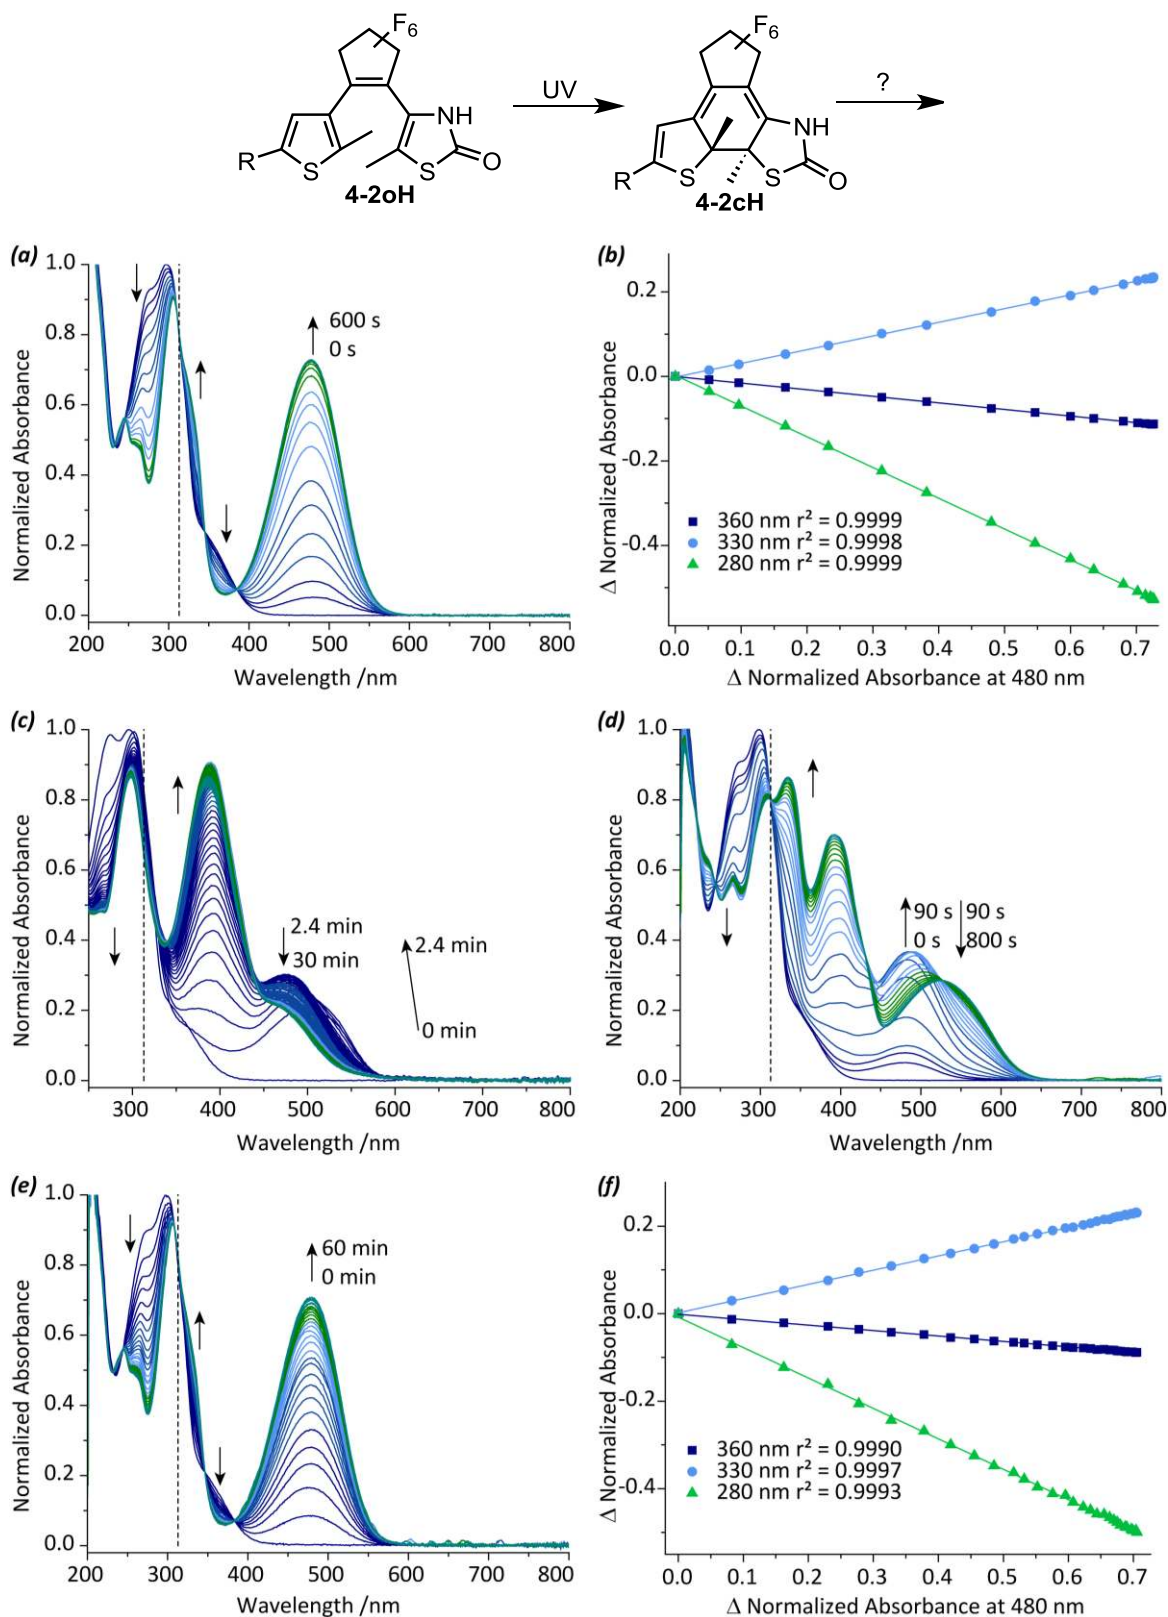 F6
F6
UV
?
NH
NH
R
S
S
O
R
S
S
O
4-2oH
4-2cH
(a)
Normalized Absorbance
1.0
0.8
0.6
0.4
0.2
0.0
600 s
0 s
200 300 400 500 600 700 800
Wavelength /nm
(b)
Δ Normalized Absorbance
0.2
0.0
-0.2
-0.4
360 nm r² = 0.9999
330 nm r² = 0.9998
280 nm r² = 0.9999
0.0 0.1 0.2 0.3 0.4 0.5 0.6 0.7
Δ Normalized Absorbance at 480 nm
(c)
Normalized Absorbance
1.0
0.8
0.6
0.4
0.2
0.0
2.4 min
30 min
2.4 min
0 min
300 400 500 600 700 800
Wavelength /nm
(d)
Normalized Absorbance
1.0
0.8
0.6
0.4
0.2
0.0
90 s 90 s
0 s 800 s
200 300 400 500 600 700 800
Wavelength /nm
(e)
Normalized Absorbance
1.0
0.8
0.6
0.4
0.2
0.0
60 min
0 min
200 300 400 500 600 700 800
Wavelength /nm
(f)
Δ Normalized Absorbance
0.2
0.0
-0.2
-0.4
360 nm r² = 0.9990
330 nm r² = 0.9997
280 nm r² = 0.9993
0.0 0.1 0.2 0.3 0.4 0.5 0.6 0.7
Δ Normalized Absorbance at 480 nm